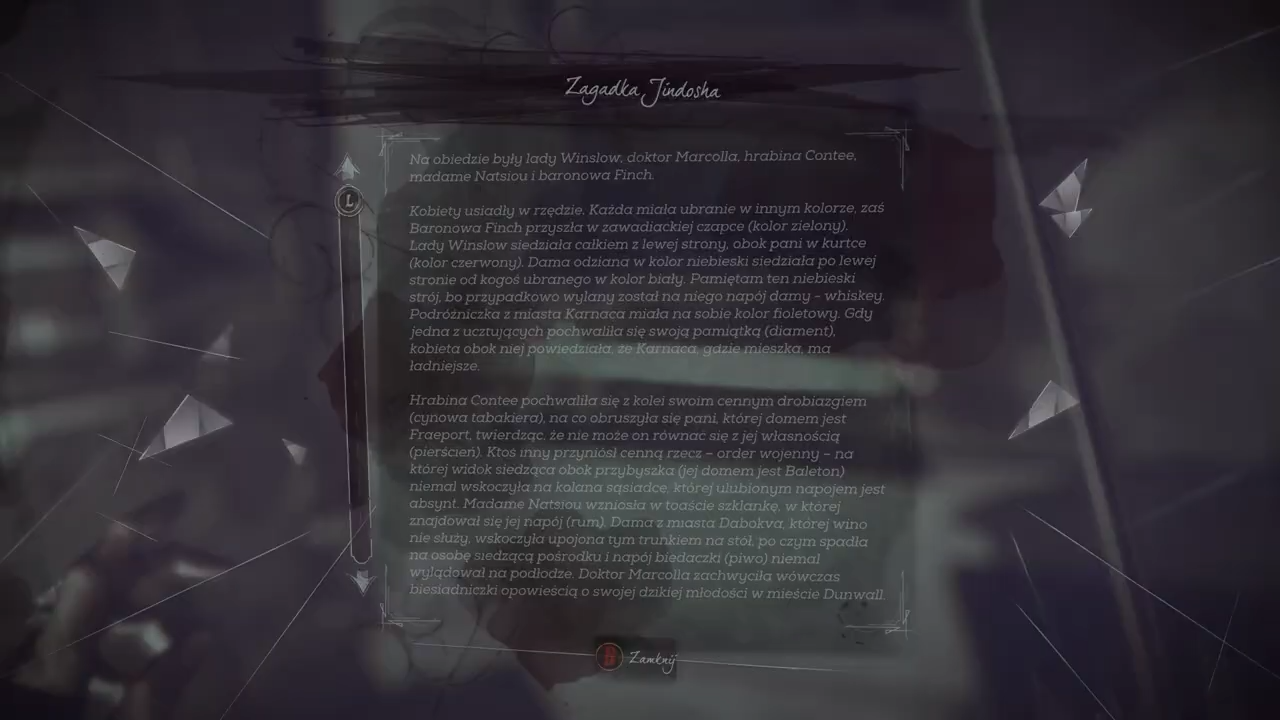 Zagadka Jindosha
Na obiedzie były lady Winslow, doktor Marcolla, hrabina Contee,
madame Natsiou i baronowa Finch.
Kobiety usiadły w rzędzie. Każda miała ubranie w innym kolorze, zaś
Baronowa Finch przyszła w zawadiackiej czapce (kolor zielony).
Lady Winslow siedziała całkiem z lewej strony, obok pani w kurtce
(kolor czerwony). Dama odziana w kolor niebieski siedziała po lewej
stronie od kogoś ubranego w kolor biały. Pamiętam ten niebieski
strój, bo przypadkowo wylany został na niego napój damy – whiskey.
Podróżniczka z miasta Karnaca miała na sobie kolor fioletowy. Gdy
jedna z ucztujących pochwaliła się swoją pamiątką (diament),
kobieta obok niej powiedziała, że Karnaca, gdzie mieszka, ma
ładniejsze.
Hrabina Contee pochwaliła się z kolei swoim cennym drobiazgiem
(cynowa tabakiera), na co obruszyła się pani, której domem jest
Fraeport, twierdząc, że nie może on równać się z jej własnością
(pierścień). Ktoś inny przyniósł cenną rzecz – order wojenny – na
której widok siedząca obok przybyszka (jej domem jest Baleton)
niemal wskoczyła na kolana sąsiadce, której ulubionym napojem jest
absynt. Madame Natsiou wzniosła w toaście szklankę, w której
znajdował się jej napój (rum). Dama z miasta Dabokva, której wino
nie służy, wskoczyła upojona tym trunkiem na stół, po czym spadła
na osobę siedzącą pośrodku i napój biedaczki (piwo) niemal
wylądował na podłodze. Doktor Marcolla zachwyciła wówczas
biesiadniczki opowieścią o swojej dzikiej młodości w mieście Dunwall.
L
B
Zamknij